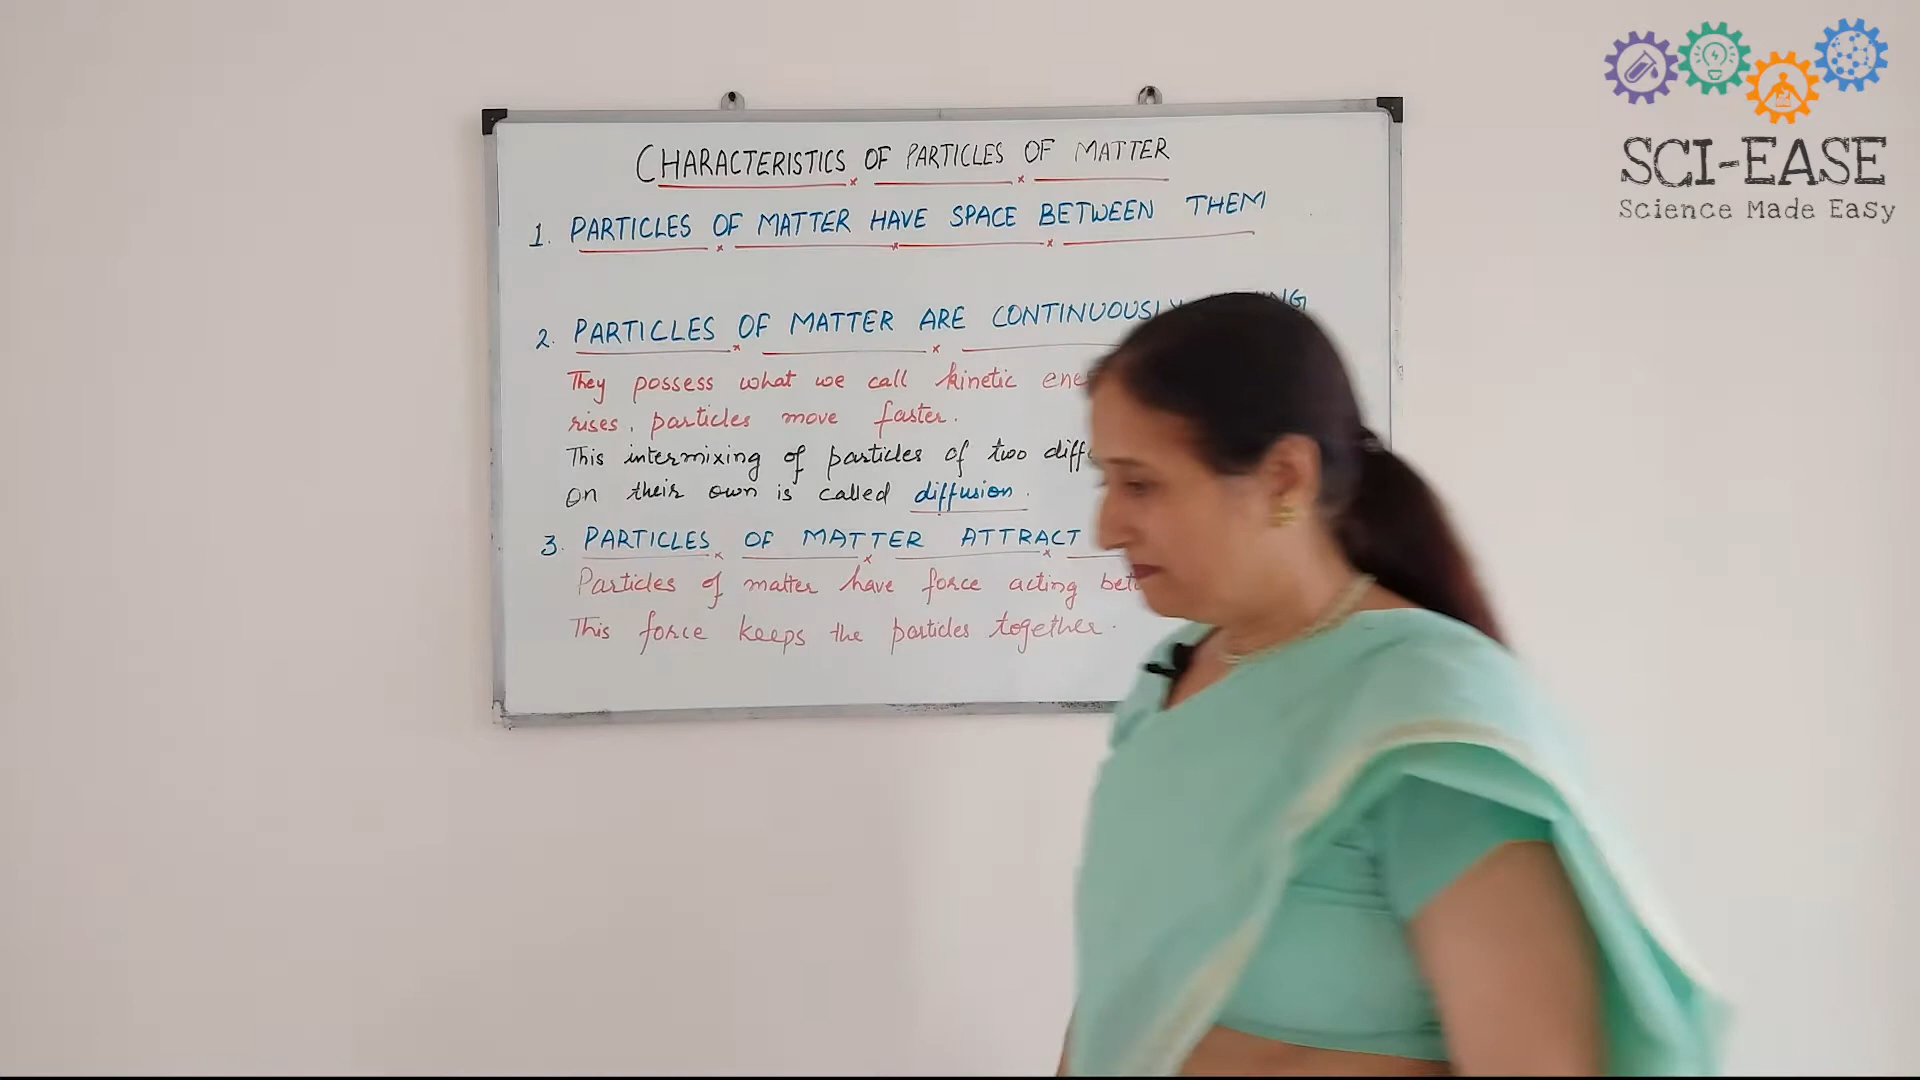 CHARACTERISTICS OF PARTICLES OF MATTER
1. PARTICLES OF MATTER HAVE SPACE BETWEEN THEM
2. PARTICLES OF MATTER ARE CONTINUOUSLY
They possess what we call kinetic
rises, particles move faster.
This intermixing of particles of two
on their own is called diffusion.
3. PARTICLES OF MATTER ATTRACT
Particles of matter have force acting
This force keeps the particles together.
SCI-EASE
Science Made Easy